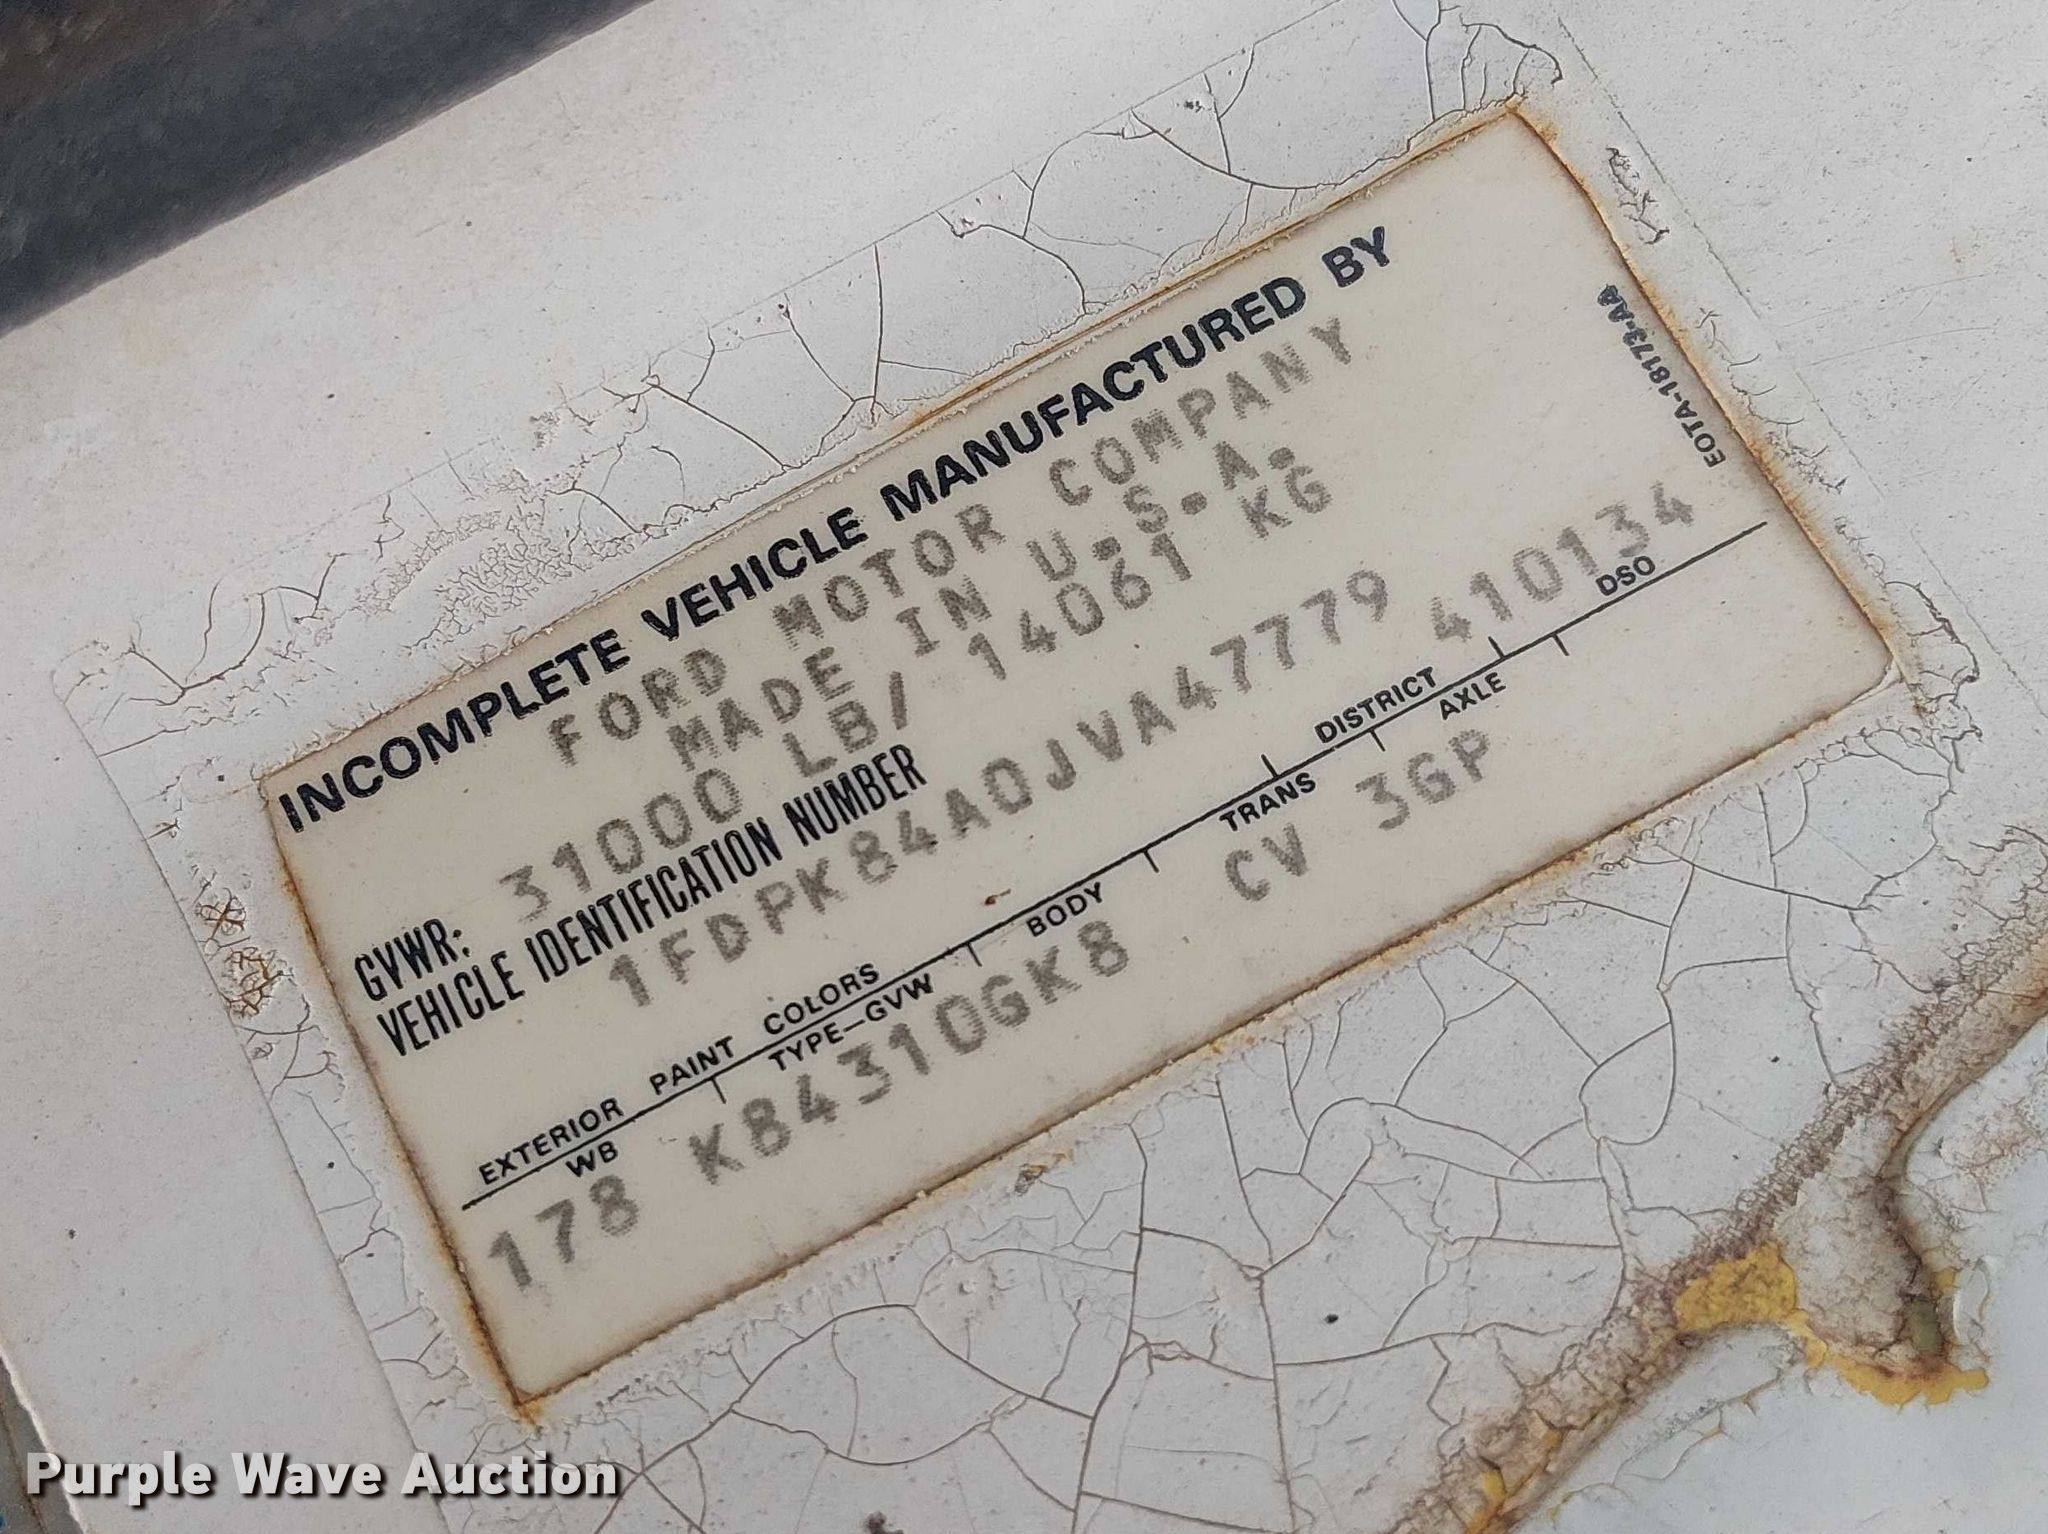 INCOMPLETE VEHICLE MANUFACTURED BY
FORD MOTOR COMPANY
MADE IN U.S.A.
GVWR: 31000 LB/ 14061 KG
VEHICLE IDENTIFICATION NUMBER
1FDPK84A0JVA47779
410134
EXTERIOR PAINT COLORS DISTRICT DSO
WB TYPE-GVW BODY TRANS AXLE
178 K84310GK8 CV 3GP
EOTA-18173-AA
Purple Wave Auction